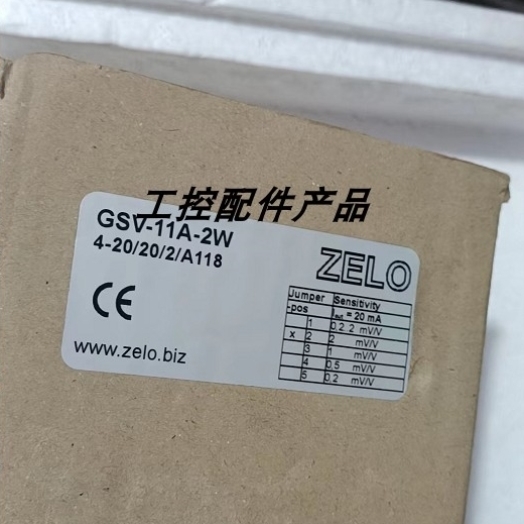 工控配件产品
GSV-11A-2W
4-20/20/2/A118
ZELO
CE
www.zelo.biz
Jumper Sensitivity
-pos = 20 mA
1 0,2..2 mV/V
x 2 2 mV/V
3 1 mV/V
4 0,5 mV/V
5 0,2 mV/V